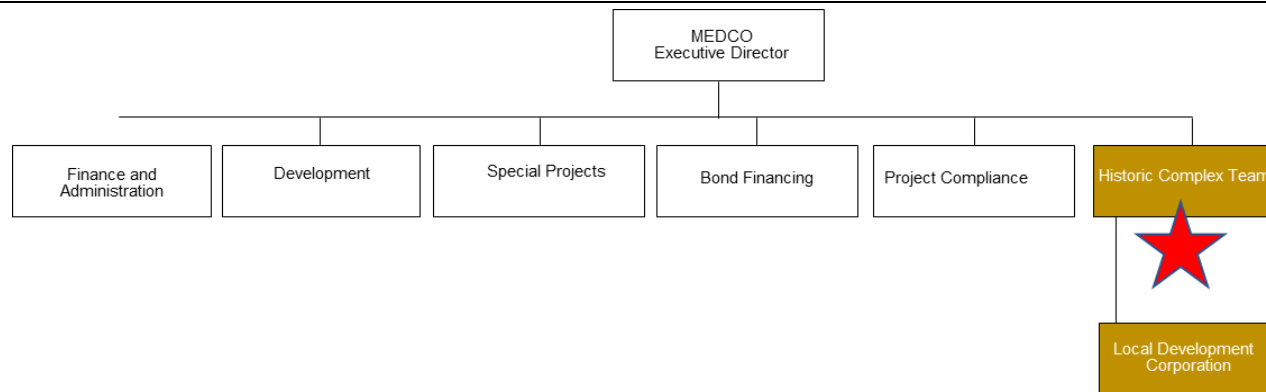 MEDCO
Executive Director
Finance and
Administration
Development
Special Projects
Bond Financing
Project Compliance
Historic Complex Team
Local Development
Corporation